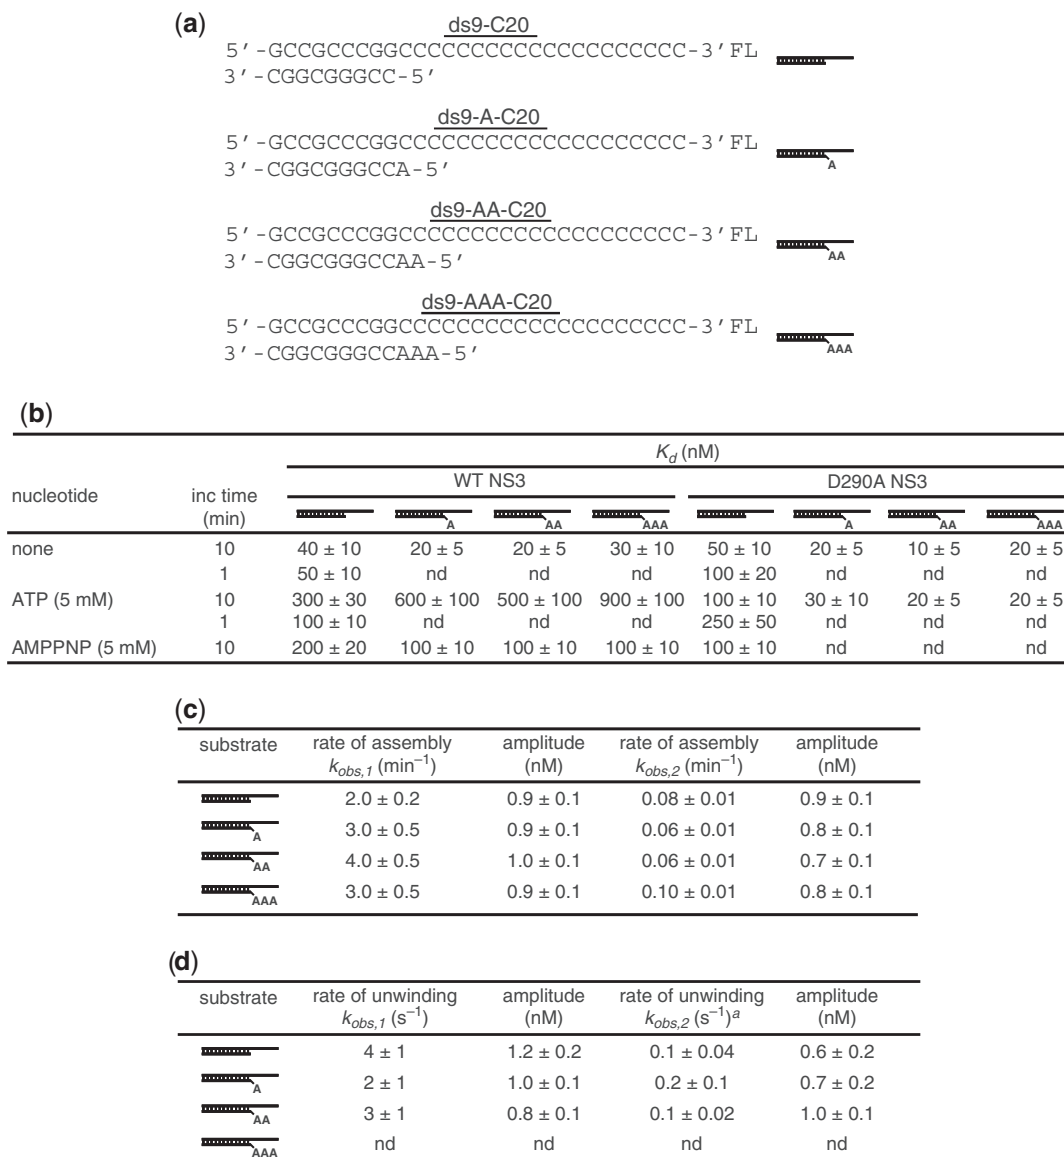 (a)
ds9-C20
5′-GCCGCCCGGCCCCCCCCCCCCCCCCCCCC-3′FL
3′-CGGCGGGCC-5′
ds9-A-C20
5′-GCCGCCCGGCCCCCCCCCCCCCCCCCCCC-3′FL
3′-CGGCGGGCCA-5′
A
ds9-AA-C20
5′-GCCGCCCGGCCCCCCCCCCCCCCCCCCCC-3′FL
3′-CGGCGGGCCAA-5′
AA
ds9-AAA-C20
5′-GCCGCCCGGCCCCCCCCCCCCCCCCCCCC-3′FL
3′-CGGCGGGCCAAA-5′
AAA
(b)
Kd (nM)
nucleotide inc time (min) WT NS3 D290A NS3
A AA AAA A AA AAA
none 10 40 ± 10 20 ± 5 20 ± 5 30 ± 10 50 ± 10 20 ± 5 10 ± 5 20 ± 5
1 50 ± 10 nd nd nd 100 ± 20 nd nd nd
ATP (5 mM) 10 300 ± 30 600 ± 100 500 ± 100 900 ± 100 100 ± 10 30 ± 10 20 ± 5 20 ± 5
1 100 ± 10 nd nd nd 250 ± 50 nd nd nd
AMPPNP (5 mM) 10 200 ± 20 100 ± 10 100 ± 10 100 ± 10 100 ± 10 nd nd nd
(c)
substrate rate of assembly amplitude rate of assembly amplitude
kobs,1 (min−1) (nM) kobs,2 (min−1) (nM)
2.0 ± 0.2 0.9 ± 0.1 0.08 ± 0.01 0.9 ± 0.1
A 3.0 ± 0.5 0.9 ± 0.1 0.06 ± 0.01 0.8 ± 0.1
AA 4.0 ± 0.5 1.0 ± 0.1 0.06 ± 0.01 0.7 ± 0.1
AAA 3.0 ± 0.5 0.9 ± 0.1 0.10 ± 0.01 0.8 ± 0.1
(d)
substrate rate of unwinding amplitude rate of unwinding amplitude
kobs,1 (s−1) (nM) kobs,2 (s−1)a (nM)
4 ± 1 1.2 ± 0.2 0.1 ± 0.04 0.6 ± 0.2
A 2 ± 1 1.0 ± 0.1 0.2 ± 0.1 0.7 ± 0.2
AA 3 ± 1 0.8 ± 0.1 0.1 ± 0.02 1.0 ± 0.1
AAA nd nd nd nd